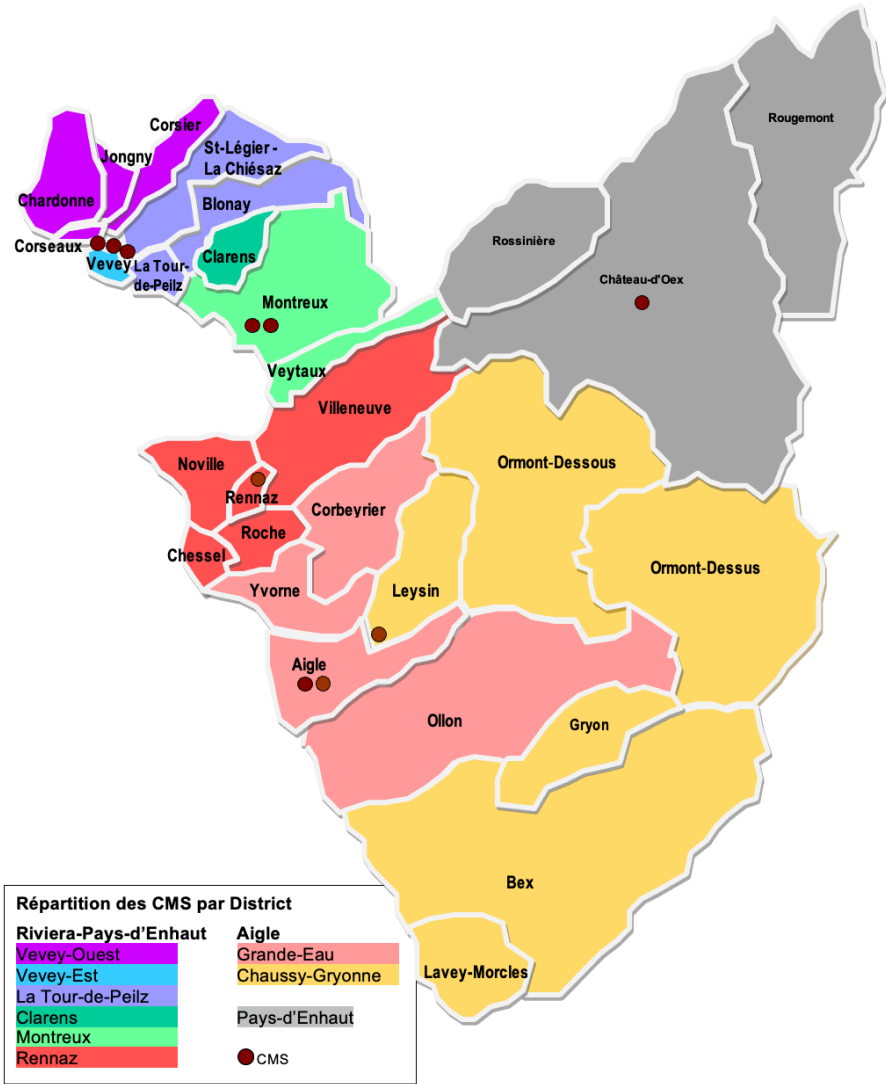 Rougemont
Corsier
Jongny
St-Légier -
La Chiésaz
Chardonne
Blonay
Corseaux
Rossinière
Clarens
Vevey
La Tour-
de-Peilz
Château-d'Oex
Montreux
Veytaux
Villeneuve
Noville
Ormont-Dessous
Rennaz
Corbeyrier
Roche
Chessel
Ormont-Dessus
Yvorne
Leysin
Aigle
Ollon
Gryon
Bex
Lavey-Morcles
Répartition des CMS par District
Riviera-Pays-d'Enhaut
Vevey-Ouest
Vevey-Est
La Tour-de-Peilz
Clarens
Montreux
Rennaz
Aigle
Grande-Eau
Chaussy-Gryonne
Pays-d'Enhaut
CMS